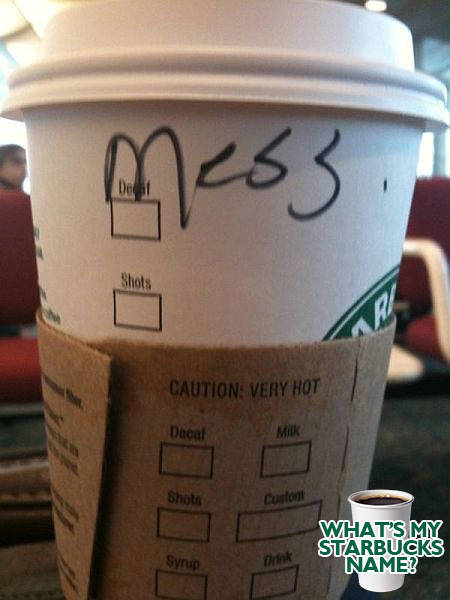 Mess.
Decaf
Shots
CAUTION: VERY HOT
Decaf Milk
Shots Custom
Syrup Drink
WHAT'S MY
STARBUCKS
NAME?